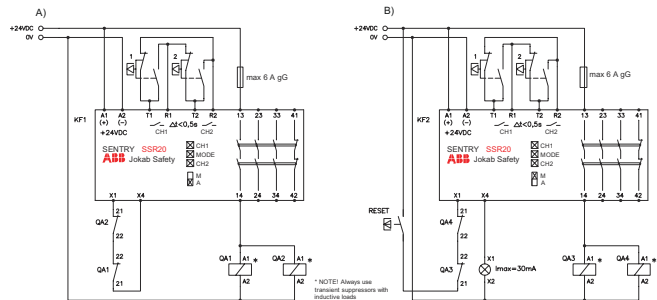 A)
+24VDC
0V
1
2
max 6 A gG
KF1
A1 A2 T1 R1 T2 R2 13 23 33 41
(+) (–) Δt<0,5s
+24VDC CH1 CH2
SENTRY SSR20
ABB Jokab Safety
CH1
MODE
CH2
M
A
X1 X4 14 24 34 42
21
QA2
22
22
QA1
21
QA1 A1 *
A2
QA2 A1 *
A2
* NOTE! Always use
transient suppressors with
inductive loads
B)
+24VDC
0V
1
2
max 6 A gG
KF2
A1 A2 T1 R1 T2 R2 13 23 33 41
(+) (–) Δt<0,5s
+24VDC CH1 CH2
SENTRY SSR20
ABB Jokab Safety
CH1
MODE
CH2
M
A
X1 X4 14 24 34 42
RESET
21
QA4
22
22
QA3
21
X1
Imax=30mA
X2
QA3 A1 *
A2
QA4 A1 *
A2